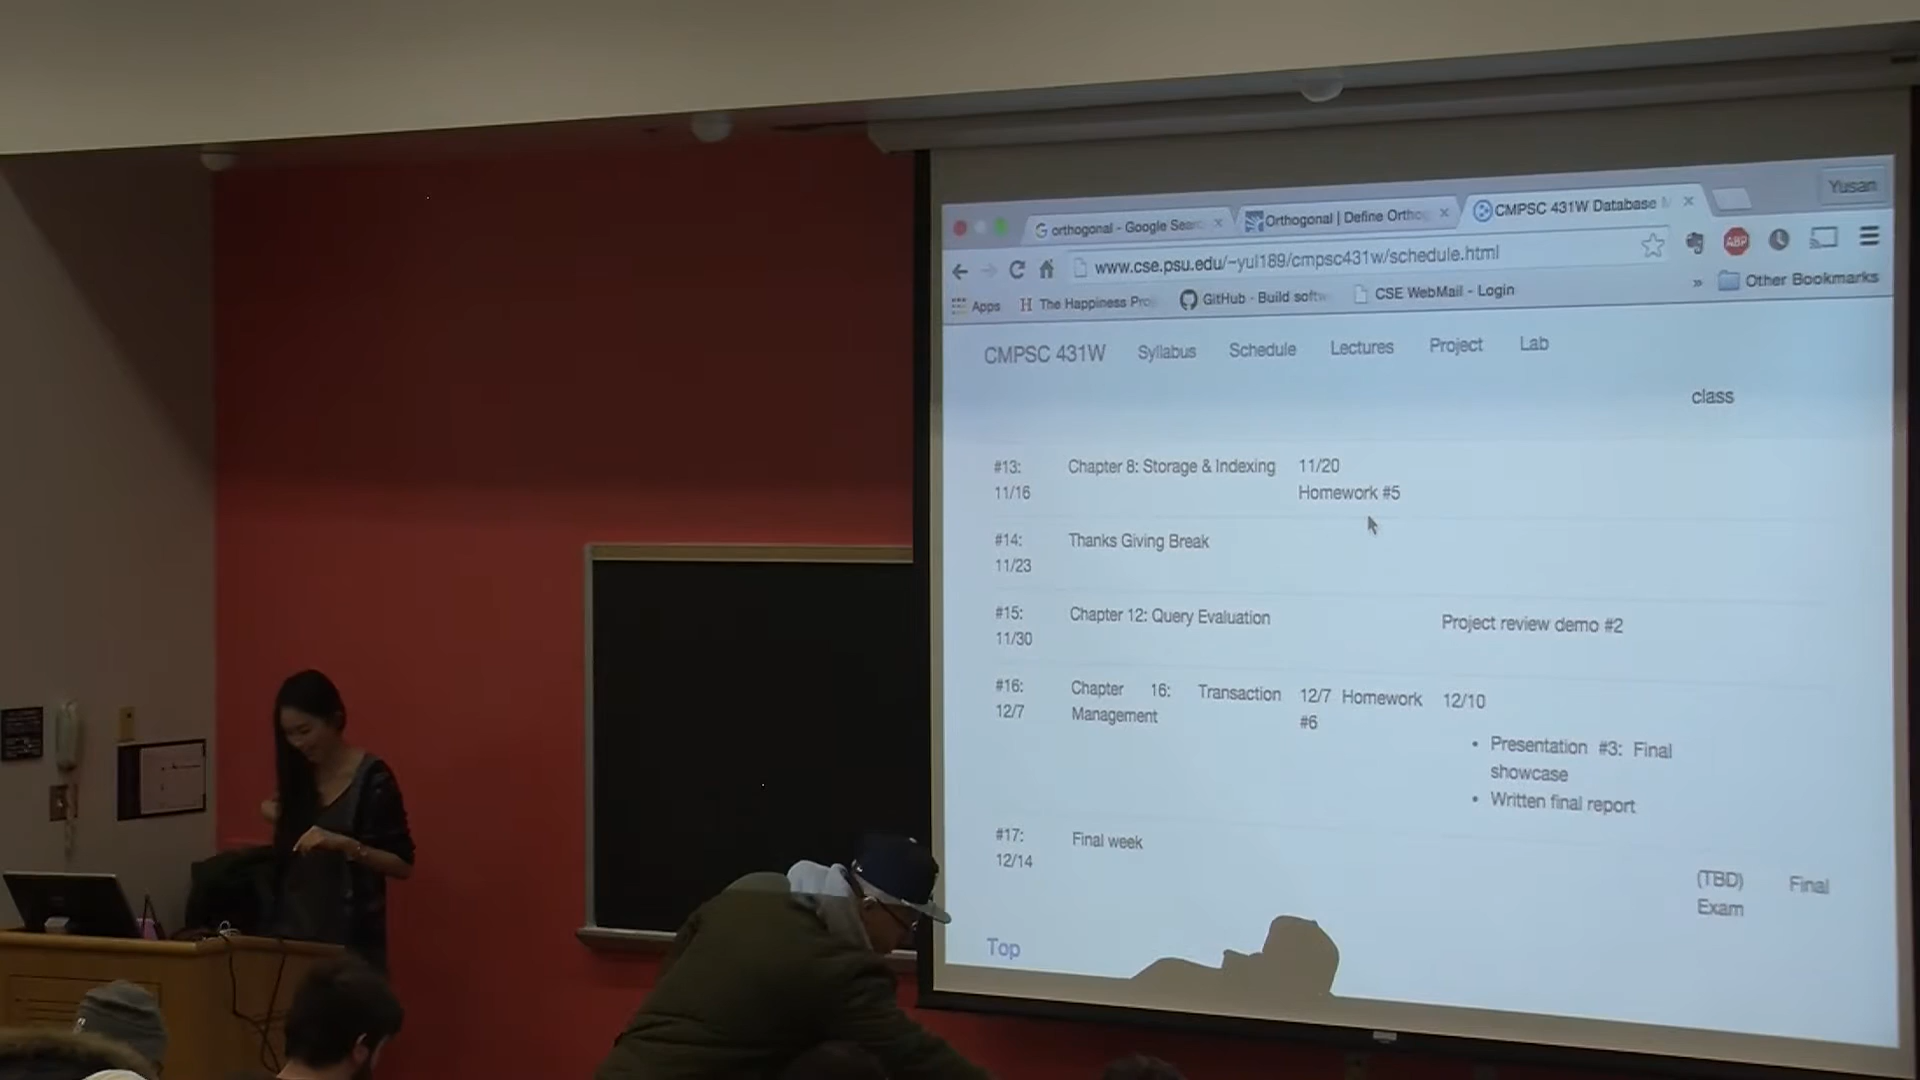 Yusan
orthogonal - Google Sear
Orthogonal | Define Ortho
CMPSC 431W Database M
www.cse.psu.edu/~yul189/cmpsc431w/schedule.html
ABP
Apps
The Happiness Pro
GitHub - Build softw
CSE WebMail - Login
»
Other Bookmarks
CMPSC 431W
Syllabus
Schedule
Lectures
Project
Lab
class
#13:
11/16
Chapter 8: Storage & Indexing
11/20
Homework #5
#14:
11/23
Thanks Giving Break
#15:
11/30
Chapter 12: Query Evaluation
Project review demo #2
#16:
12/7
Chapter 16: Transaction
Management
12/7 Homework
#6
12/10
• Presentation #3: Final
showcase
• Written final report
#17:
12/14
Final week
(TBD) Final
Exam
Top